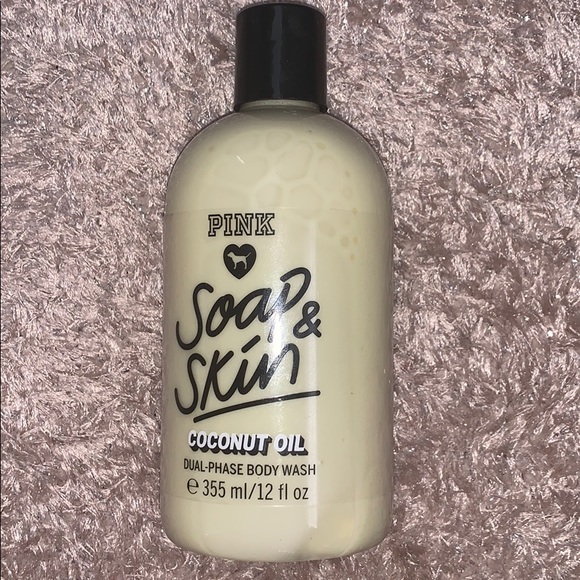 PINK
Soap &
Skin
COCONUT OIL
DUAL-PHASE BODY WASH
℮ 355 ml/12 fl oz